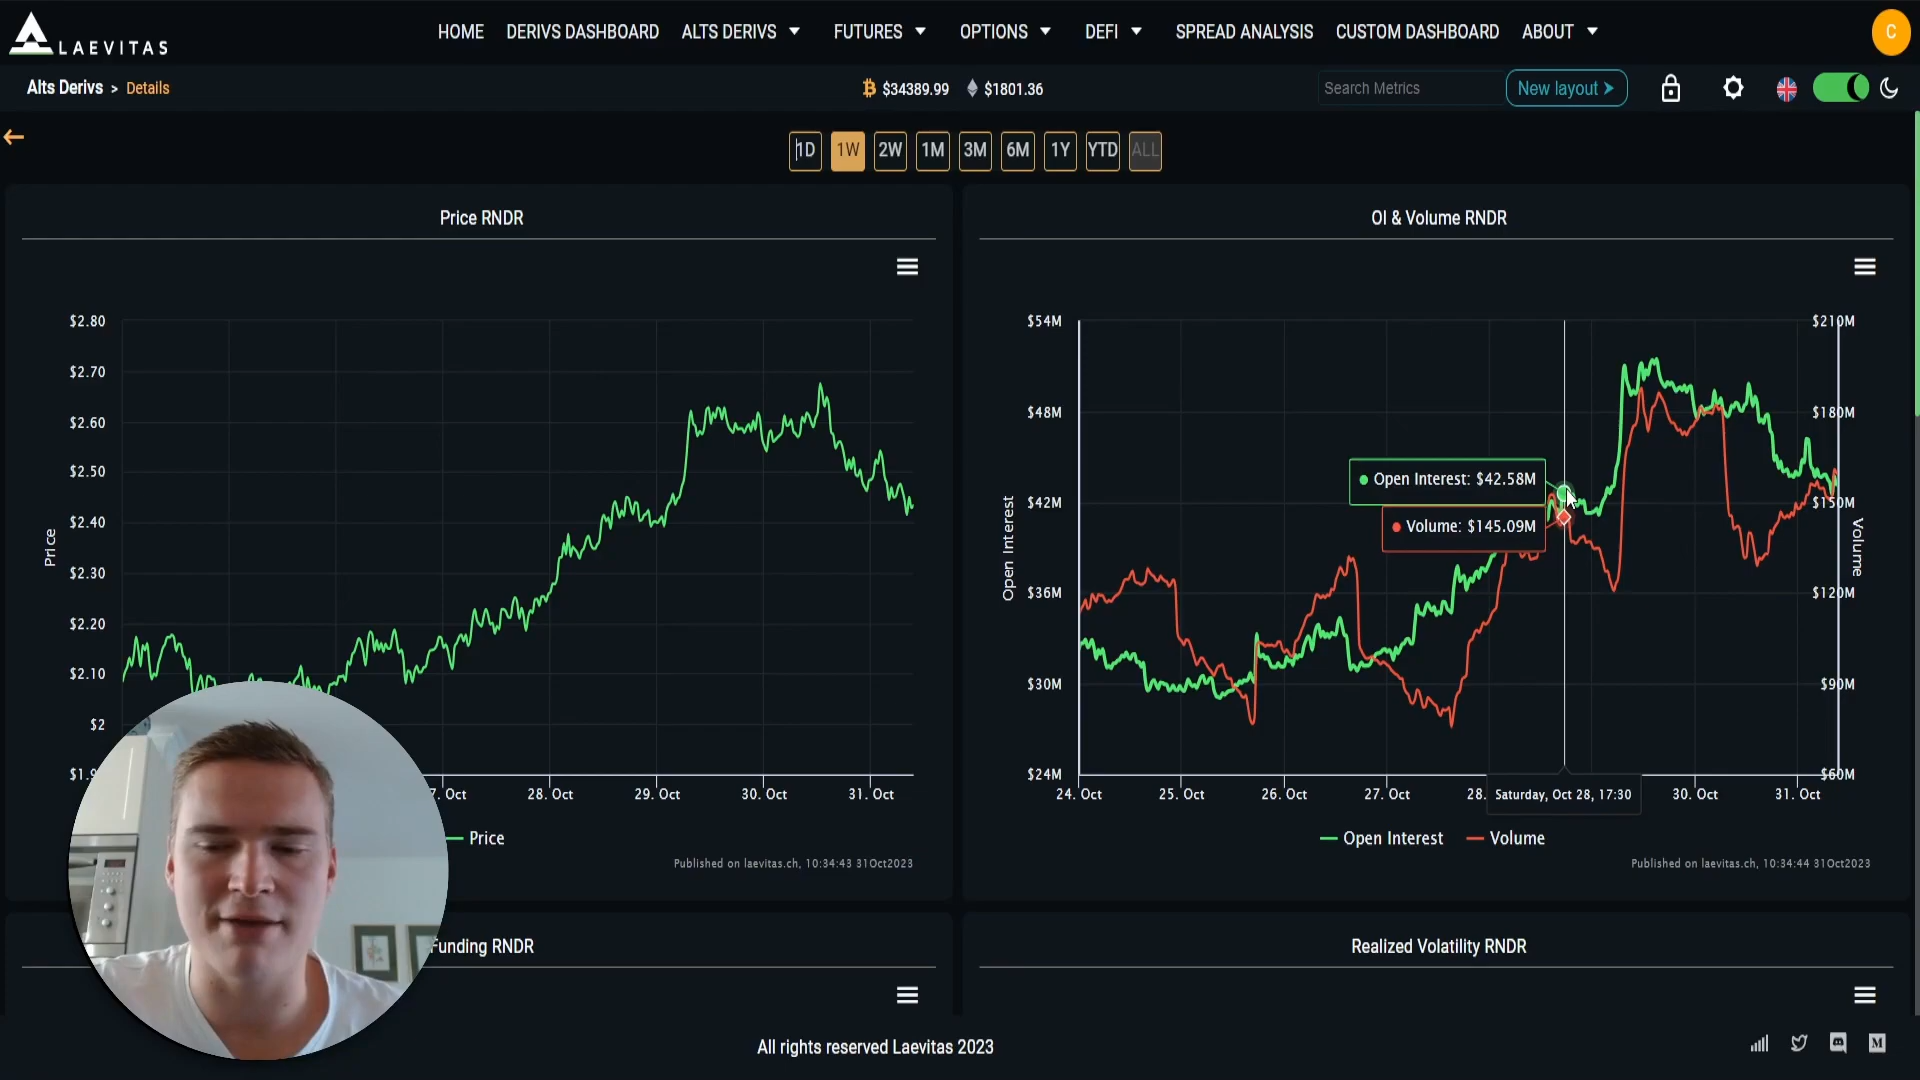 LAEVITAS
HOME DERIVS DASHBOARD ALTS DERIVS FUTURES OPTIONS DEFI SPREAD ANALYSIS CUSTOM DASHBOARD ABOUT
C
Alts Derivs > Details
$34389.99 $1801.36
Search Metrics
New layout
1D 1W 2W 1M 3M 6M 1Y YTD ALL
Price RNDR
$2.80
$2.70
$2.60
$2.50
$2.40
$2.30
$2.20
$2.10
$2
Price
. Oct 28. Oct 29. Oct 30. Oct 31. Oct
Price
Published on laevitas.ch, 10:34:43 31Oct2023
OI & Volume RNDR
$54M
$48M
$42M
$36M
$30M
$24M
Open Interest
$210M
$180M
$150M
$120M
$90M
$60M
Volume
Open Interest: $42.58M
Volume: $145.09M
24. Oct 25. Oct 26. Oct 27. Oct 28. Saturday, Oct 28, 17:30 30. Oct 31. Oct
Open Interest Volume
Published on laevitas.ch, 10:34:44 31Oct2023
Funding RNDR
Realized Volatility RNDR
All rights reserved Laevitas 2023